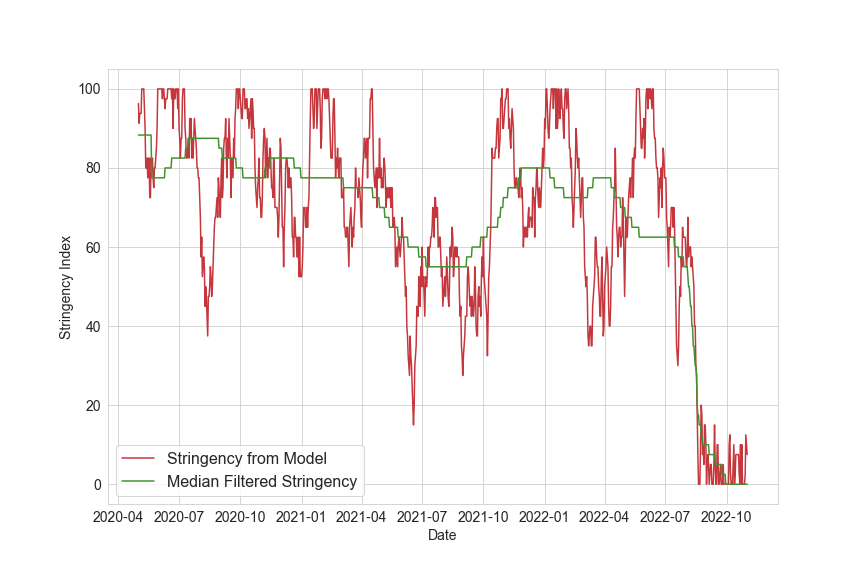 100
80
60
40
20
0
Stringency Index
Stringency from Model
Median Filtered Stringency
2020-04 2020-07 2020-10 2021-01 2021-04 2021-07 2021-10 2022-01 2022-04 2022-07 2022-10
Date